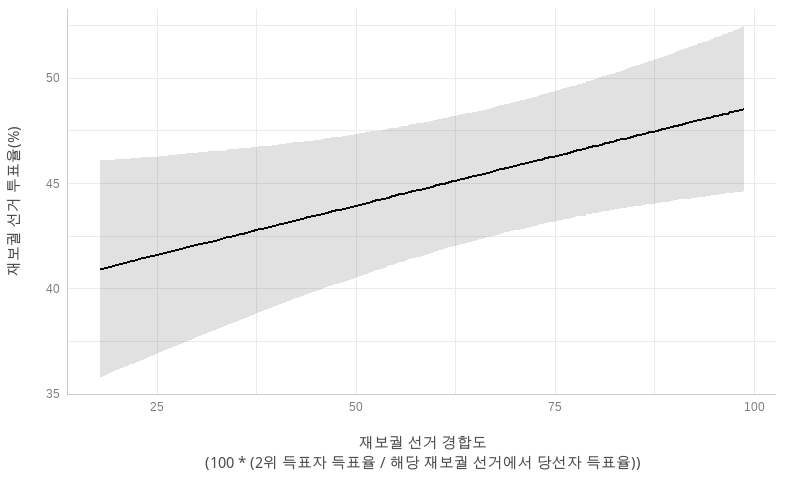 재보궐 선거 투표율(%)
50
45
40
35
25 50 75 100
재보궐 선거 경합도
(100 * (2위 득표자 득표율 / 해당 재보궐 선거에서 당선자 득표율))